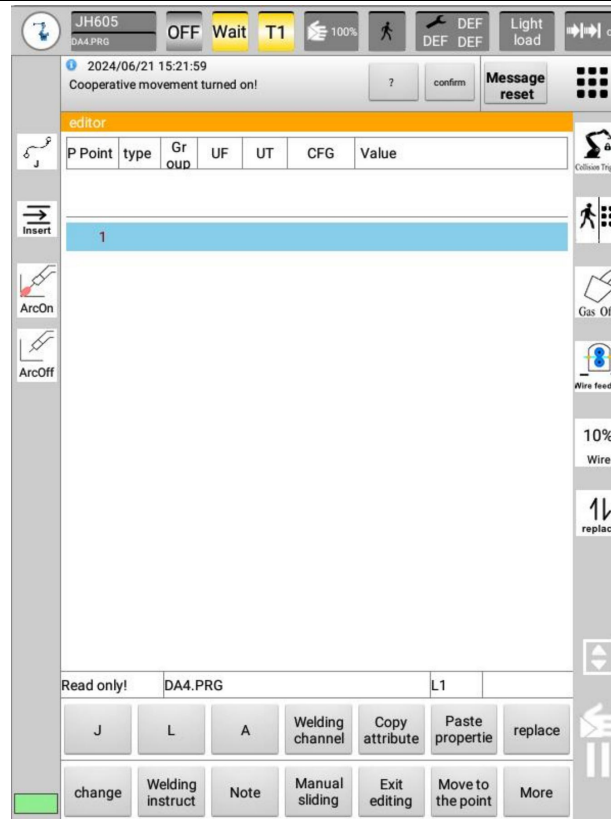 JH605
DA4.PRG
OFF
Wait
T1
100%
DEF
DEF DEF
Light
load
2024/06/21 15:21:59
Cooperative movement turned on!
?
confirm
Message
reset
editor
P Point type Gr
oup UF UT CFG Value
J
Insert
1
ArcOn
ArcOff
Collision Trig
Gas Of
Wire feed
10%
Wire
replac
Read only! DA4.PRG L1
J L A Welding
channel Copy
attribute Paste
propertie replace
change Welding
instruct Note Manual
sliding Exit
editing Move to
the point More